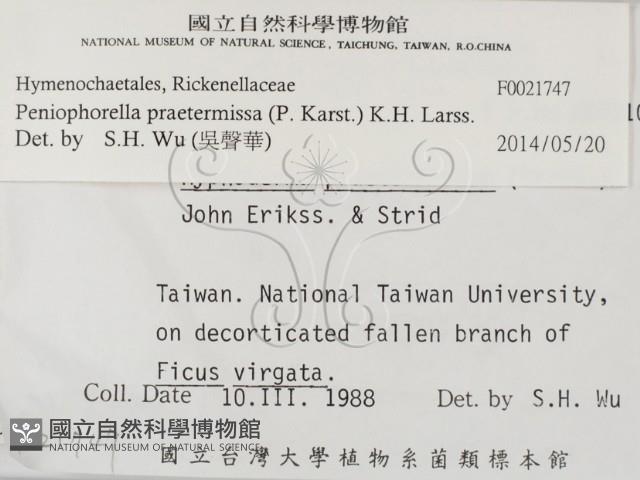 國立自然科學博物館
NATIONAL MUSEUM OF NATURAL SCIENCE, TAICHUNG, TAIWAN, R.O.CHINA
Hymenochaetales, Rickenellaceae F0021747
Peniophorella praetermissa (P. Karst.) K.H. Larss.
Det. by S.H. Wu (吳聲華) 2014/05/20
John Erikss. & Strid
Taiwan. National Taiwan University,
on decorticated fallen branch of
Ficus virgata.
Coll. Date 10.III. 1988 Det. by S.H. Wu
國立自然科學博物館
NATIONAL MUSEUM OF NATURAL SCIENCE
國立台灣大學植物系菌類標本館